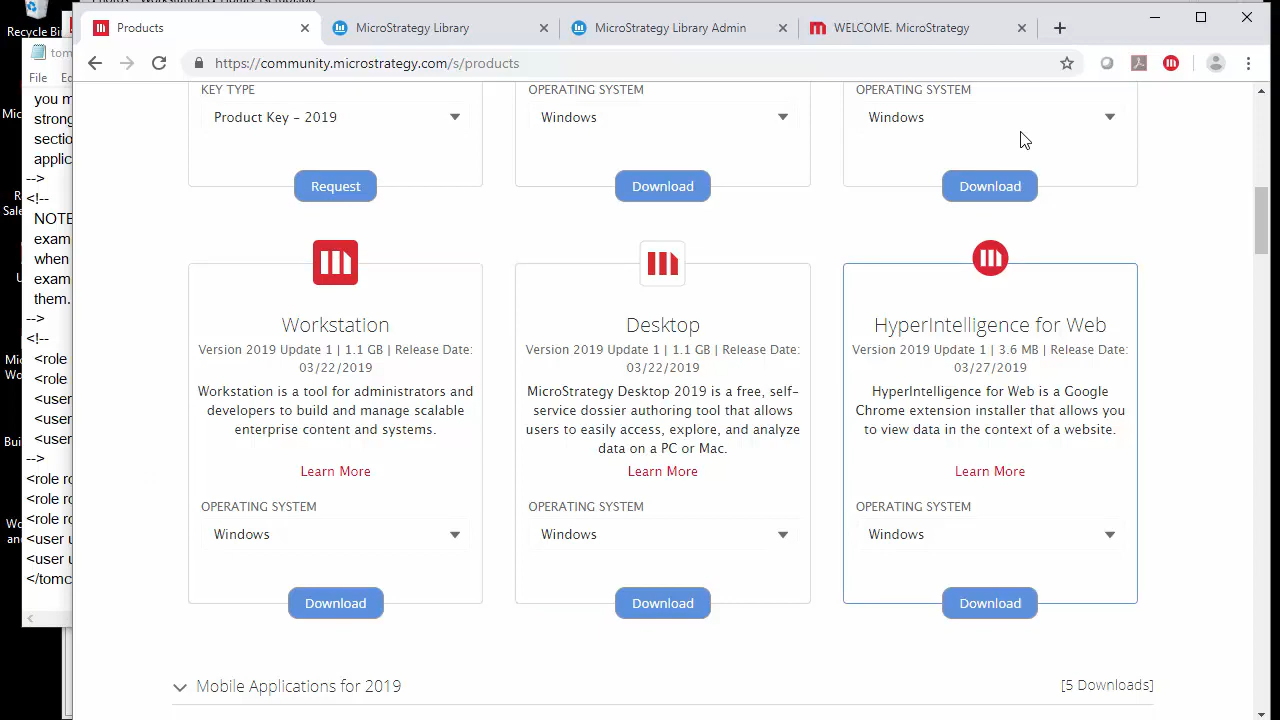 Recycle Bin
Products
MicroStrategy Library
MicroStrategy Library Admin
WELCOME. MicroStrategy
https://community.microstrategy.com/s/products
File
you m
strong
sectio
applic
-->
<!--
NOTE
examp
when
exam
them.
-->
<!--
<role
<role
<user
<user
<user
-->
<role ro
<role ro
<role ro
<user u
<user u
</tomc
KEY TYPE
OPERATING SYSTEM
OPERATING SYSTEM
Product Key – 2019
Windows
Windows
Request
Download
Download
Workstation
Version 2019 Update 1 | 1.1 GB | Release Date:
03/22/2019
Workstation is a tool for administrators and
developers to build and manage scalable
enterprise content and systems.
Learn More
OPERATING SYSTEM
Windows
Download
Desktop
Version 2019 Update 1 | 1.1 GB | Release Date:
03/22/2019
MicroStrategy Desktop 2019 is a free, self-
service dossier authoring tool that allows
users to easily access, explore, and analyze
data on a PC or Mac.
Learn More
OPERATING SYSTEM
Windows
Download
HyperIntelligence for Web
Version 2019 Update 1 | 3.6 MB | Release Date:
03/27/2019
HyperIntelligence for Web is a Google
Chrome extension installer that allows you
to view data in the context of a website.
Learn More
OPERATING SYSTEM
Windows
Download
Mobile Applications for 2019
[5 Downloads]